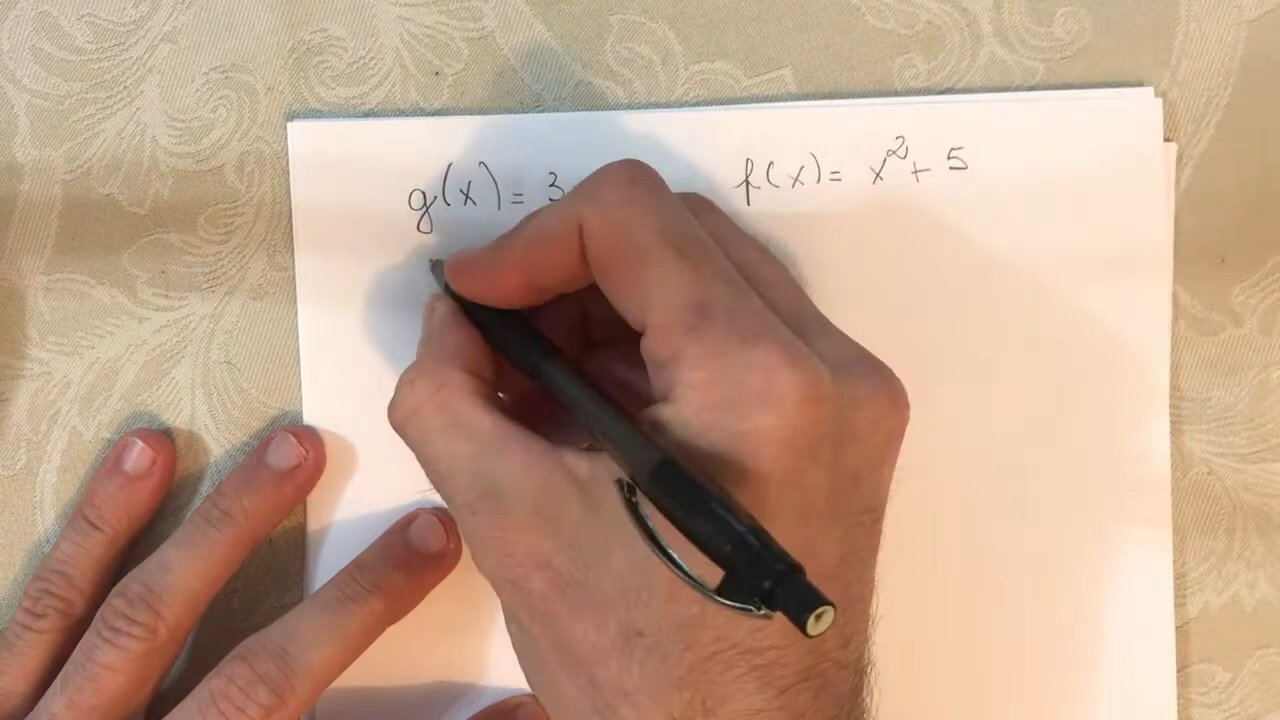 g(x) = 3 f(x) = x² + 5